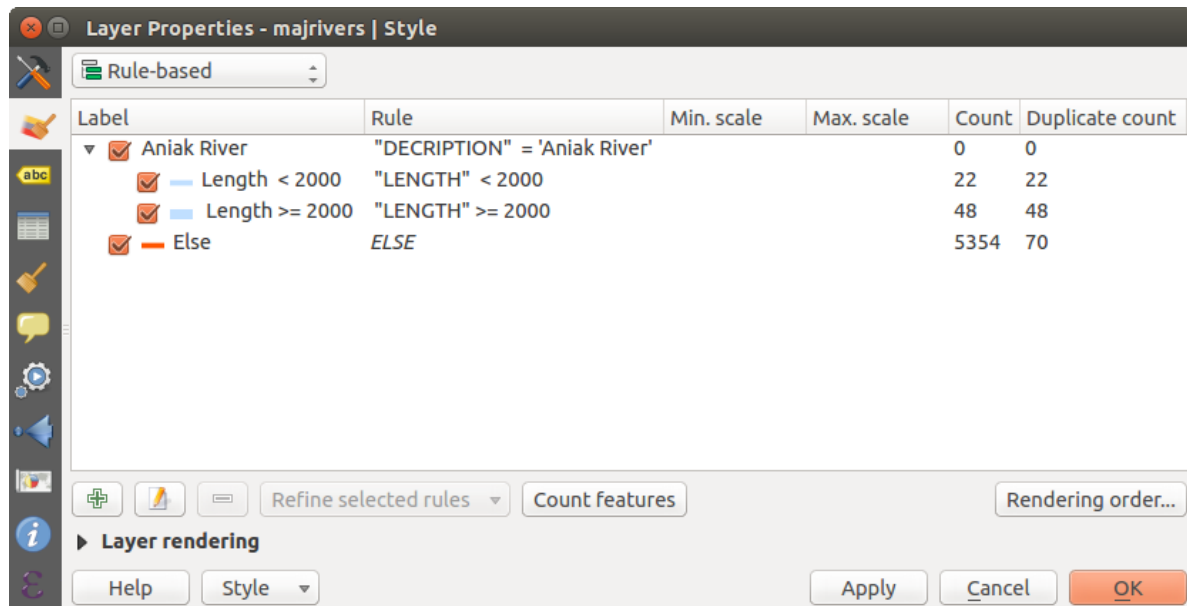 Layer Properties - majrivers | Style
Rule-based
Label Rule Min. scale Max. scale Count Duplicate count
Aniak River "DECRIPTION" = 'Aniak River' 0 0
abc Length < 2000 "LENGTH" < 2000 22 22
Length >= 2000 "LENGTH" >= 2000 48 48
Else ELSE 5354 70
Refine selected rules Count features Rendering order...
i Layer rendering
ε Help Style Apply Cancel OK